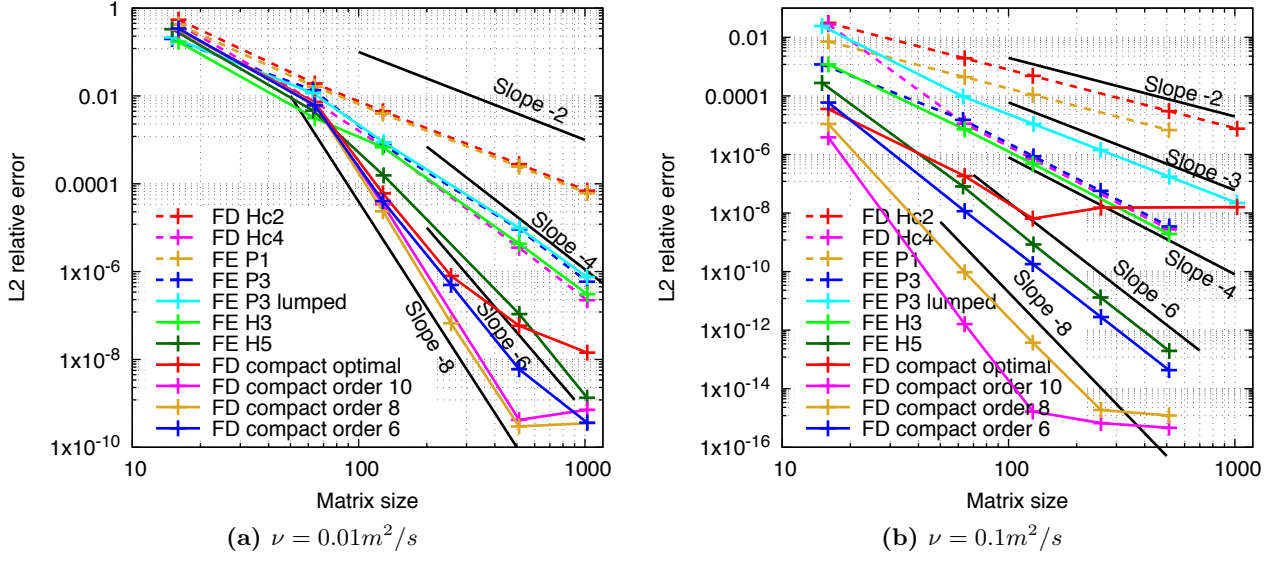 L2 relative error
1
0.01
0.0001
1x10-6
1x10-8
1x10-10
10
100
1000
Matrix size
Slope -2
Slope -4
Slope -6
Slope -8
FD Hc2
FD Hc4
FE P1
FE P3
FE P3 lumped
FE H3
FE H5
FD compact optimal
FD compact order 10
FD compact order 8
FD compact order 6
(a) ν = 0.01m²/s
L2 relative error
0.01
0.0001
1x10-6
1x10-8
1x10-10
1x10-12
1x10-14
1x10-16
10
100
1000
Matrix size
Slope -2
Slope -3
Slope -4
Slope -6
Slope -8
FD Hc2
FD Hc4
FE P1
FE P3
FE P3 lumped
FE H3
FE H5
FD compact optimal
FD compact order 10
FD compact order 8
FD compact order 6
(b) ν = 0.1m²/s